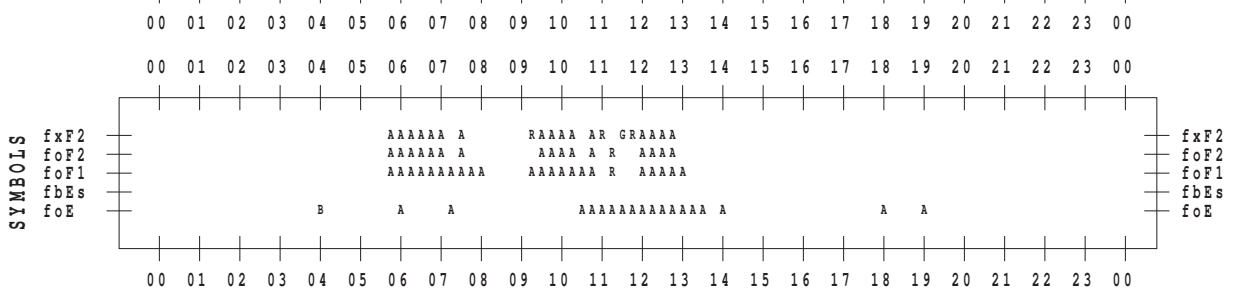 00 01 02 03 04 05 06 07 08 09 10 11 12 13 14 15 16 17 18 19 20 21 22 23 00
00 01 02 03 04 05 06 07 08 09 10 11 12 13 14 15 16 17 18 19 20 21 22 23 00
SYMBOLS
fxF2 AAAAAA A RAAAA AR GRAAAA fxF2
foF2 AAAAAA A AAAA A R AAAA foF2
foF1 AAAAAAAAAA AAAAAAA R AAAAA foF1
fbEs fbEs
foE B A A AAAAAAAAAAAAA A A A foE
00 01 02 03 04 05 06 07 08 09 10 11 12 13 14 15 16 17 18 19 20 21 22 23 00